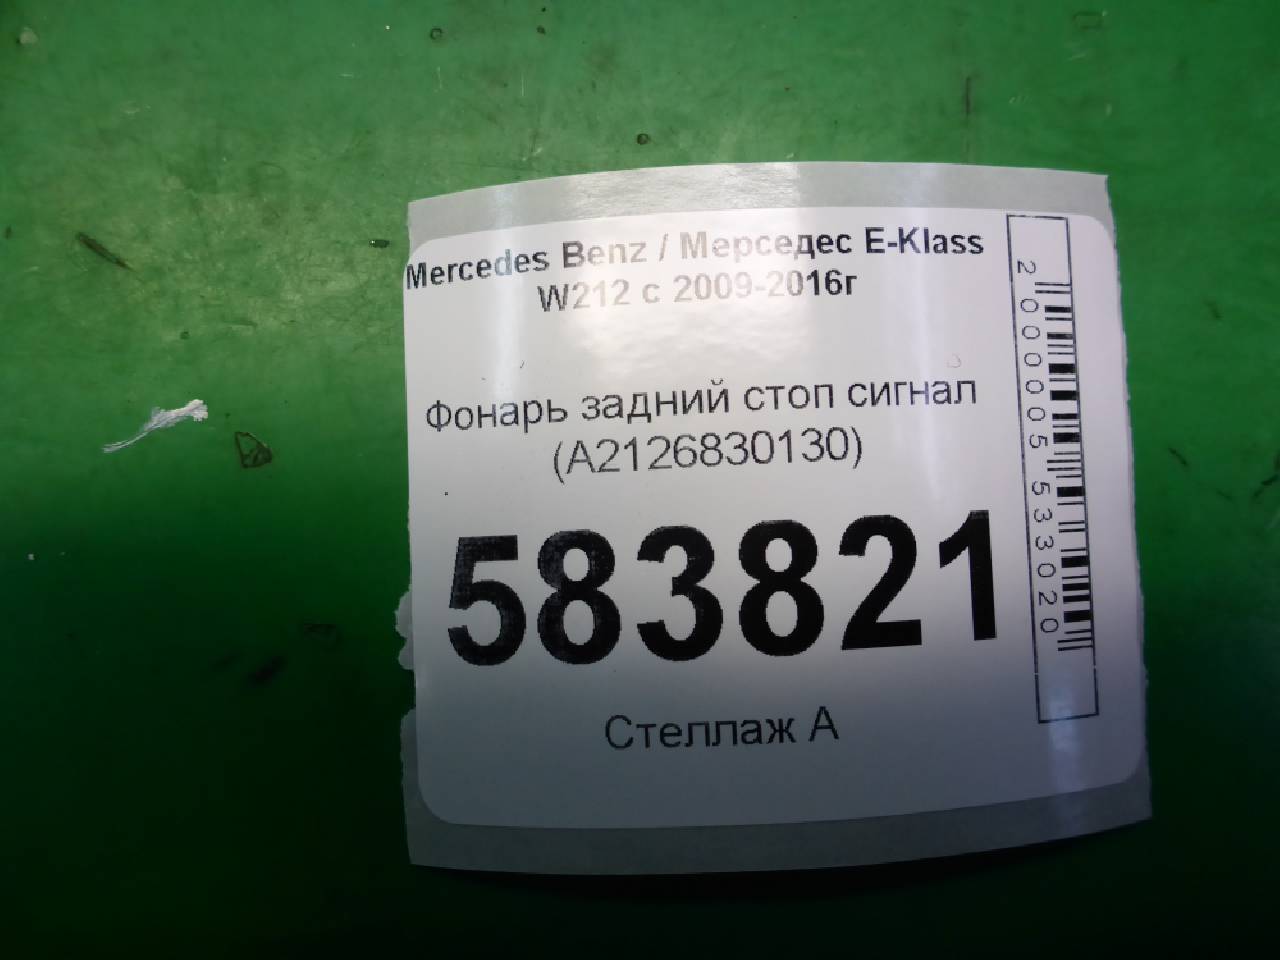 Mercedes Benz / Мерседес E-Klass
W212 с 2009-2016г
Фонарь задний стоп сигнал
(A2126830130)
583821
Стеллаж А
2000005533020